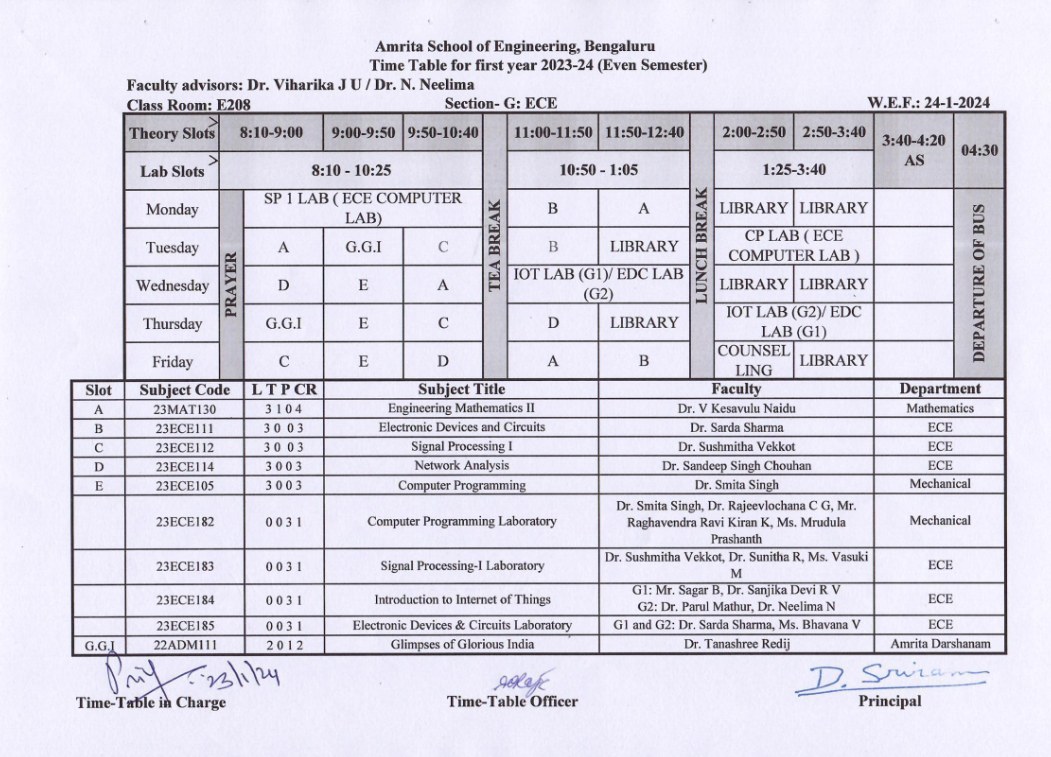 Amrita School of Engineering, Bengaluru
Time Table for first year 2023-24 (Even Semester)
Faculty advisors: Dr. Viharika J U / Dr. N. Neelima
Class Room: E208 Section- G: ECE W.E.F.: 24-1-2024
Theory Slots > 8:10-9:00 9:00-9:50 9:50-10:40 11:00-11:50 11:50-12:40 2:00-2:50 2:50-3:40 3:40-4:20 AS 04:30
Lab Slots > 8:10 - 10:25 10:50 - 1:05 1:25-3:40
PRAYER
TEA BREAK
LUNCH BREAK
DEPARTURE OF BUS
Monday SP 1 LAB ( ECE COMPUTER LAB) B A LIBRARY LIBRARY
Tuesday A G.G.I C B LIBRARY CP LAB ( ECE COMPUTER LAB )
Wednesday D E A IOT LAB (G1)/ EDC LAB (G2) LIBRARY LIBRARY
Thursday G.G.I E C D LIBRARY IOT LAB (G2)/ EDC LAB (G1)
Friday C E D A B COUNSEL LING LIBRARY
Slot Subject Code L T P CR Subject Title Faculty Department
A 23MAT130 3 1 0 4 Engineering Mathematics II Dr. V Kesavulu Naidu Mathematics
B 23ECE111 3 0 0 3 Electronic Devices and Circuits Dr. Sarda Sharma ECE
C 23ECE112 3 0 0 3 Signal Processing I Dr. Sushmitha Vekkot ECE
D 23ECE114 3 0 0 3 Network Analysis Dr. Sandeep Singh Chouhan ECE
E 23ECE105 3 0 0 3 Computer Programming Dr. Smita Singh Mechanical
23ECE182 0 0 3 1 Computer Programming Laboratory Dr. Smita Singh, Dr. Rajeevlochana C G, Mr. Raghavendra Ravi Kiran K, Ms. Mrudula Prashanth Mechanical
23ECE183 0 0 3 1 Signal Processing-I Laboratory Dr. Sushmitha Vekkot, Dr. Sunitha R, Ms. Vasuki M ECE
23ECE184 0 0 3 1 Introduction to Internet of Things G1: Mr. Sagar B, Dr. Sanjika Devi R V G2: Dr. Parul Mathur, Dr. Neelima N ECE
23ECE185 0 0 3 1 Electronic Devices & Circuits Laboratory G1 and G2: Dr. Sarda Sharma, Ms. Bhavana V ECE
G.G.I 22ADM111 2 0 1 2 Glimpses of Glorious India Dr. Tanashree Redij Amrita Darshanam
23/1/24 D. Sriram
Time-Table in Charge Time-Table Officer Principal